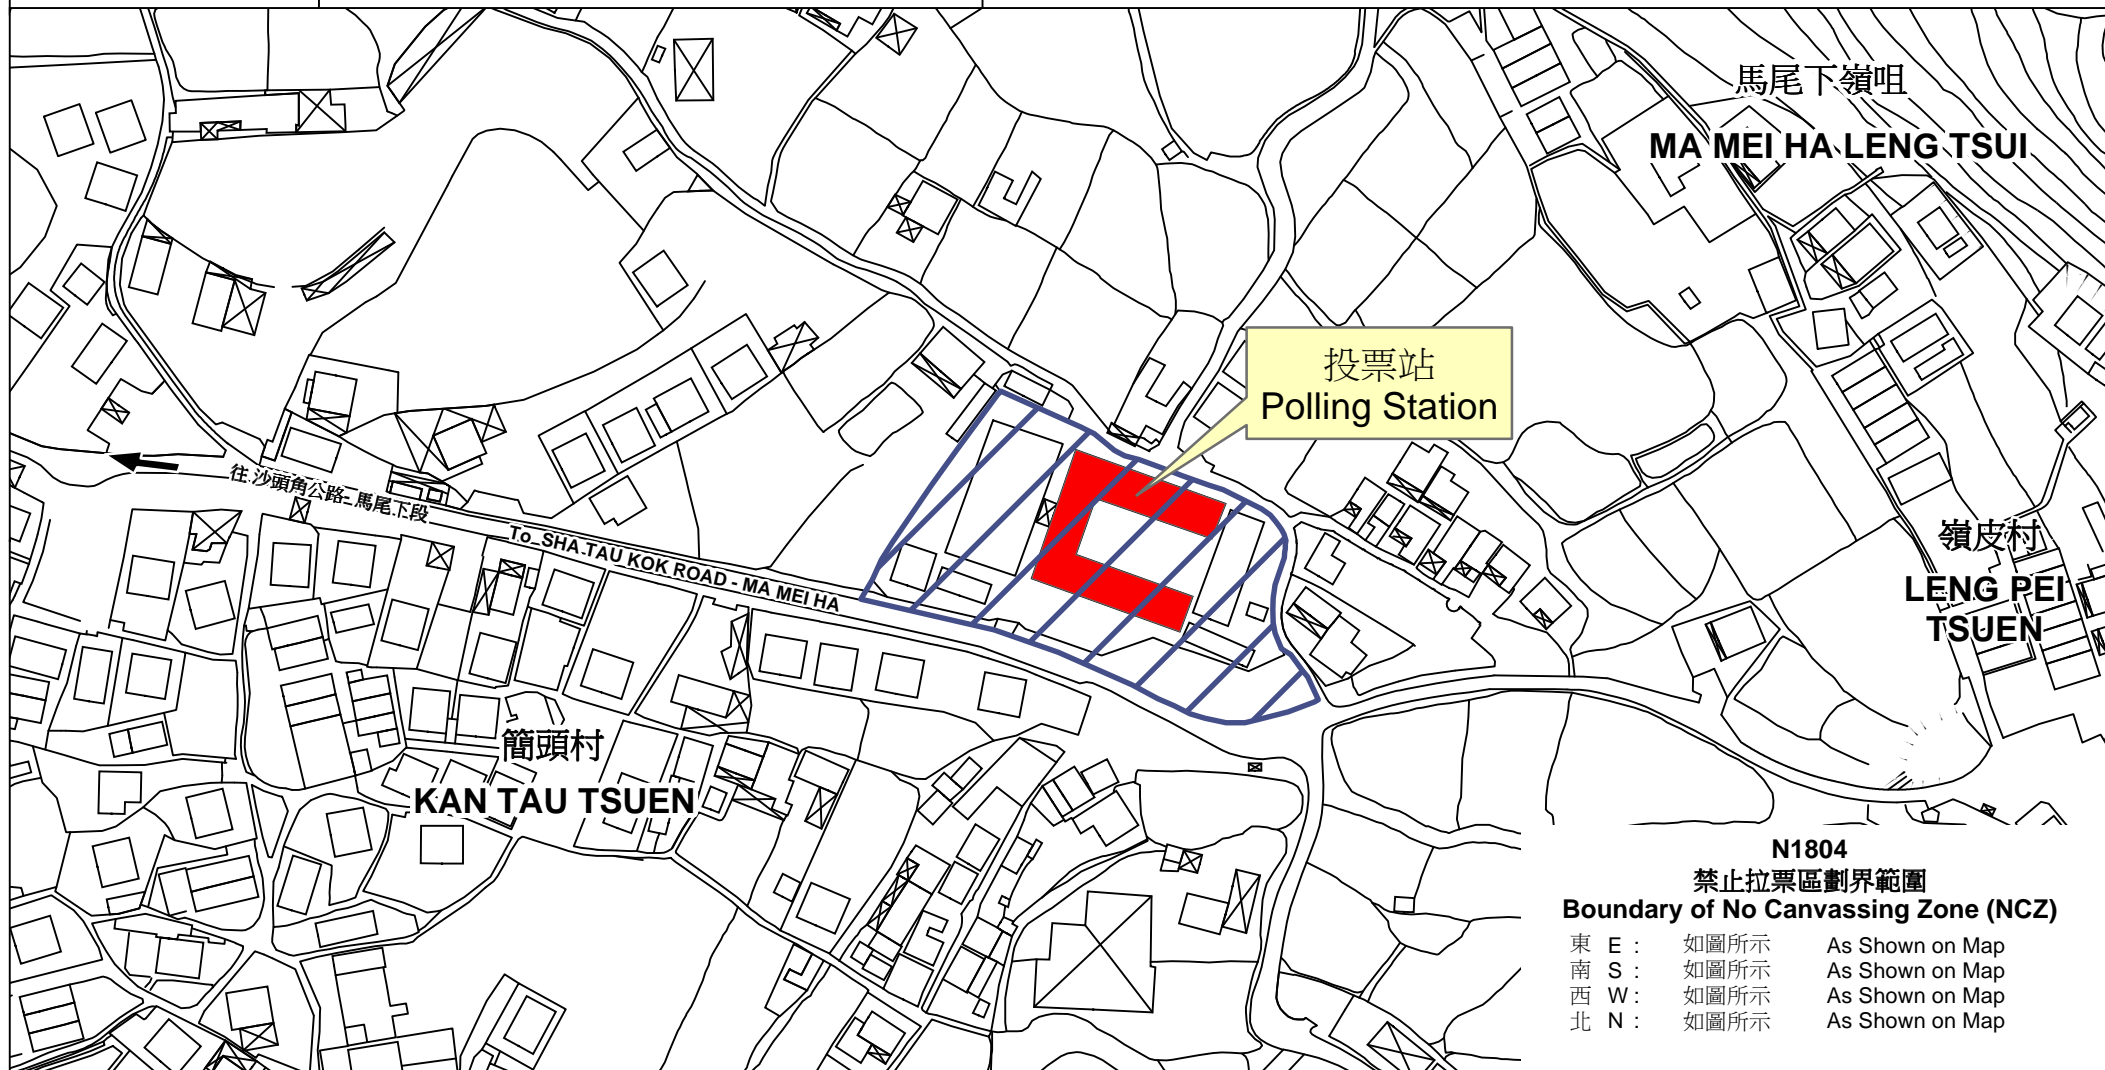 馬尾下嶺咀
MA MEI HA LENG TSUI
投票站
Polling Station
往 沙頭角公路- 馬尾下段
To SHA TAU KOK ROAD - MA MEI HA
嶺皮村
LENG PEI
TSUEN
簡頭村
KAN TAU TSUEN
N1804
禁止拉票區劃界範圍
Boundary of No Canvassing Zone (NCZ)
東 E : 如圖所示 As Shown on Map
南 S : 如圖所示 As Shown on Map
西 W : 如圖所示 As Shown on Map
北 N : 如圖所示 As Shown on Map